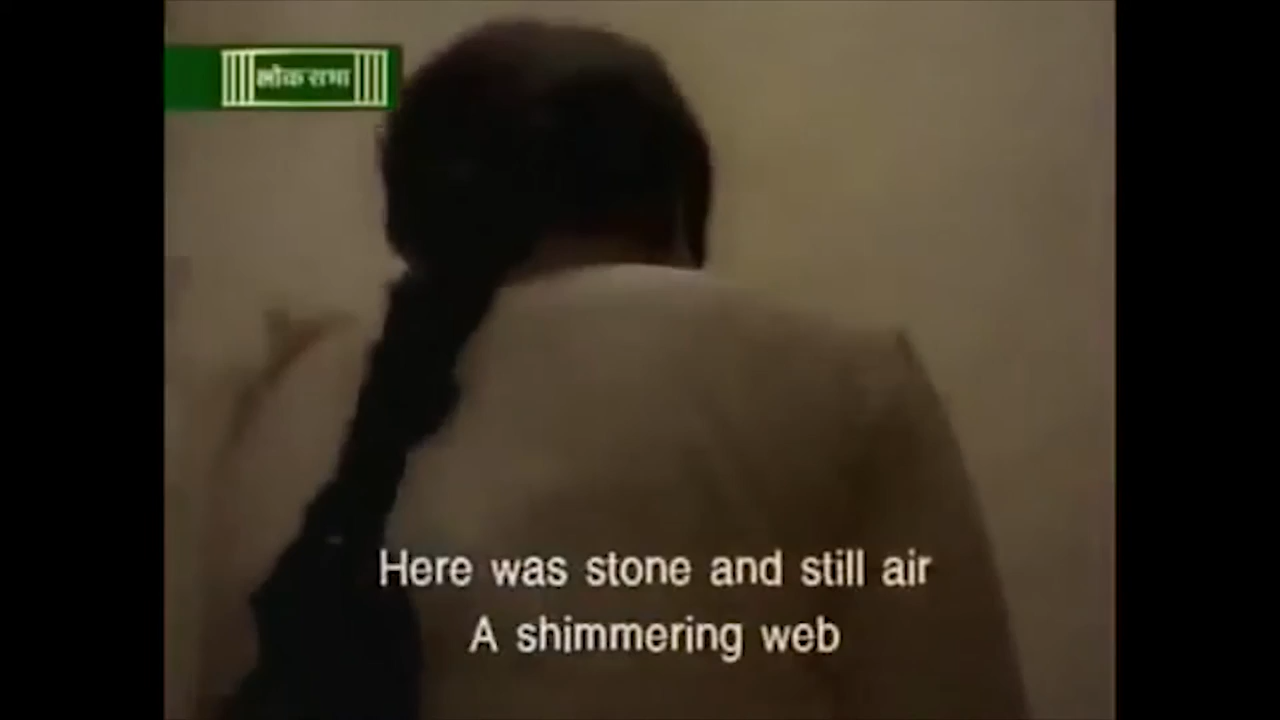 लोक सभा
Here was stone and still air
A shimmering web